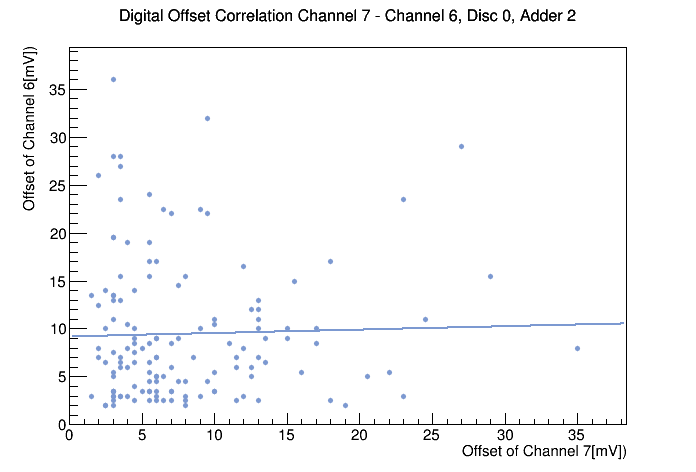 Digital Offset Correlation Channel 7 - Channel 6, Disc 0, Adder 2
Offset of Channel 6[mV])
35
30
25
20
15
10
5
0
0 5 10 15 20 25 30 35
Offset of Channel 7[mV])